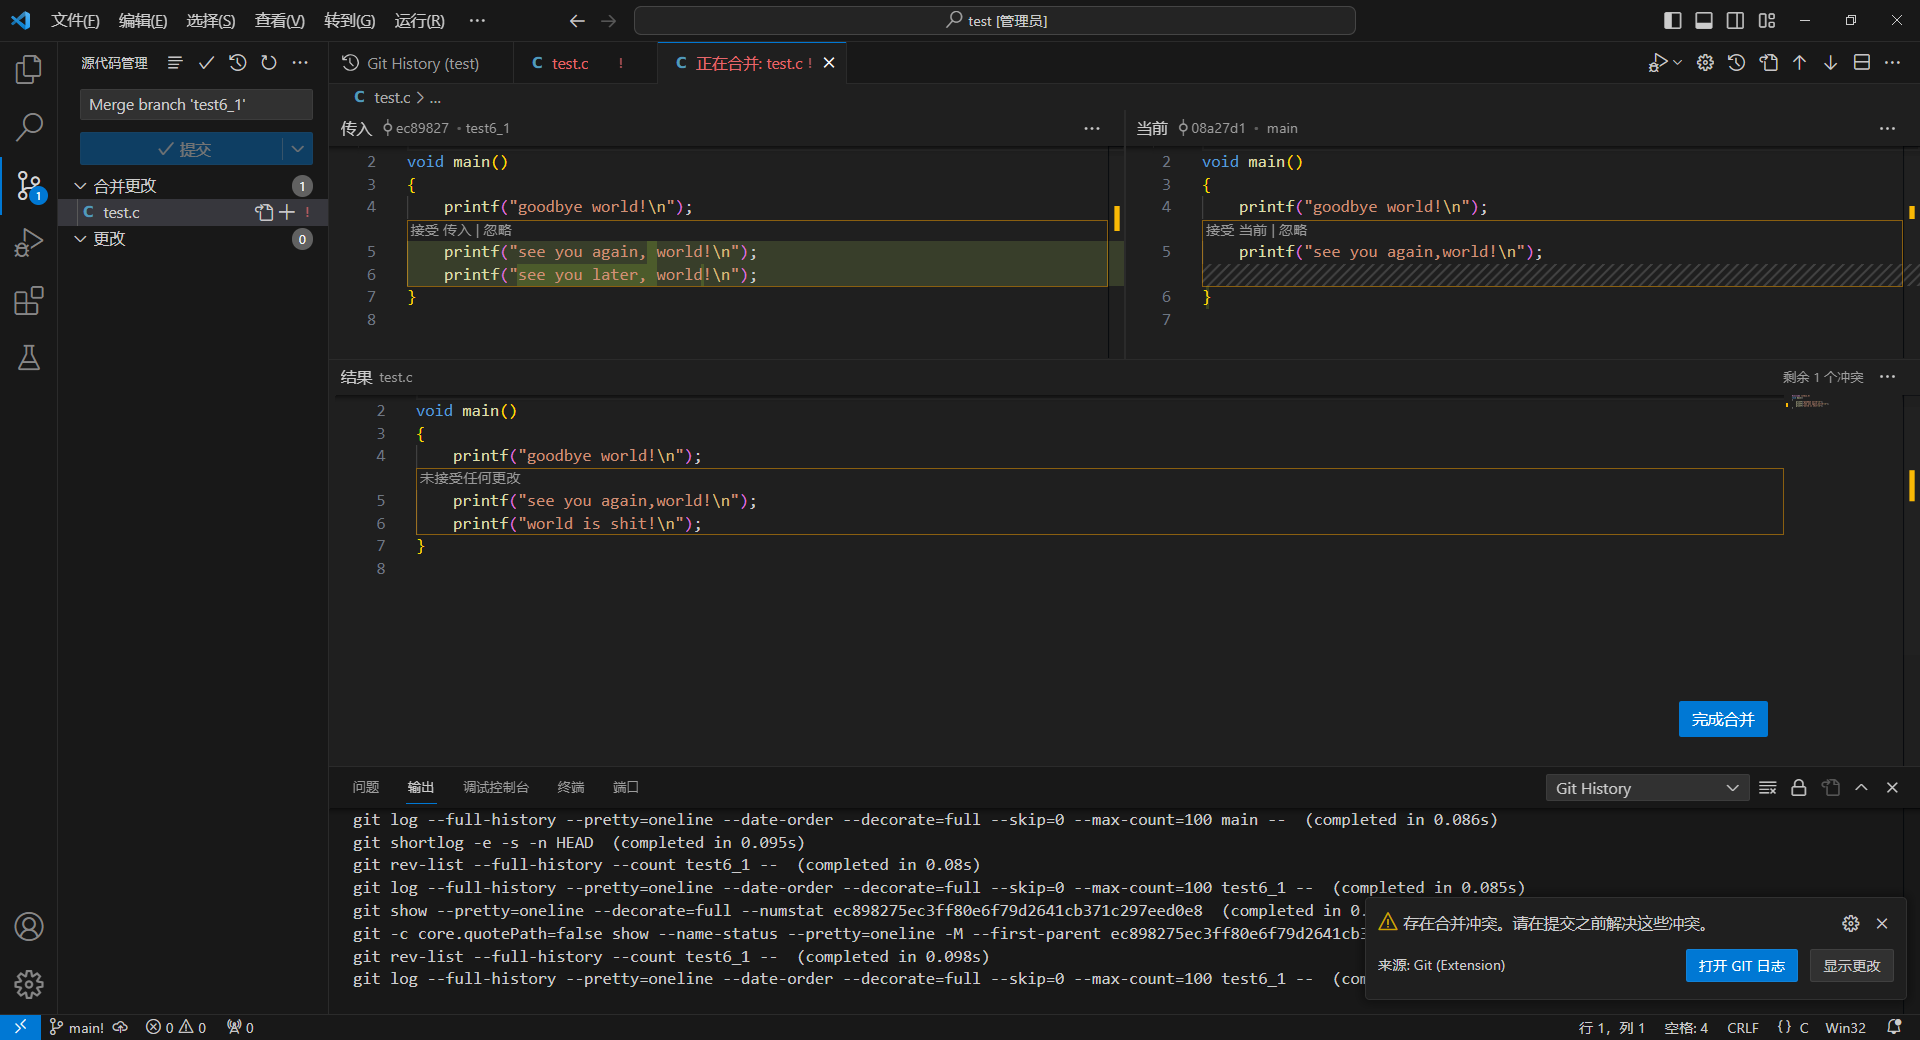 文件(F) 编辑(E) 选择(S) 查看(V) 转到(G) 运行(R) ··· test [管理员]
源代码管理
Merge branch 'test6_1'
提交
合并更改 1
test.c !
更改 0
1
Git History (test) C test.c ! C 正在合并: test.c !
C test.c > ...
传入 ec89827 • test6_1
2 void main()
3 {
4 printf("goodbye world!\n");
接受 传入 | 忽略
5 printf("see you again, world!\n");
6 printf("see you later, world!\n");
7 }
8
当前 08a27d1 • main
2 void main()
3 {
4 printf("goodbye world!\n");
接受 当前 | 忽略
5 printf("see you again,world!\n");
6 }
7
结果 test.c 剩余 1 个冲突
2 void main()
3 {
4 printf("goodbye world!\n");
未接受任何更改
5 printf("see you again,world!\n");
6 printf("world is shit!\n");
7 }
8
完成合并
问题 输出 调试控制台 终端 端口 Git History
git log --full-history --pretty=oneline --date-order --decorate=full --skip=0 --max-count=100 main -- (completed in 0.086s)
git shortlog -e -s -n HEAD (completed in 0.095s)
git rev-list --full-history --count test6_1 -- (completed in 0.08s)
git log --full-history --pretty=oneline --date-order --decorate=full --skip=0 --max-count=100 test6_1 -- (completed in 0.085s)
git show --pretty=oneline --decorate=full --numstat ec898275ec3ff80e6f79d2641cb371c297eed0e8 (completed in 0.
git -c core.quotePath=false show --name-status --pretty=oneline -M --first-parent ec898275ec3ff80e6f79d2641cb3
git rev-list --full-history --count test6_1 -- (completed in 0.098s)
git log --full-history --pretty=oneline --date-order --decorate=full --skip=0 --max-count=100 test6_1 -- (com
存在合并冲突。请在提交之前解决这些冲突。
来源: Git (Extension) 打开 GIT 日志 显示更改
main! 0 0 0 行 1，列 1 空格: 4 CRLF {} C Win32